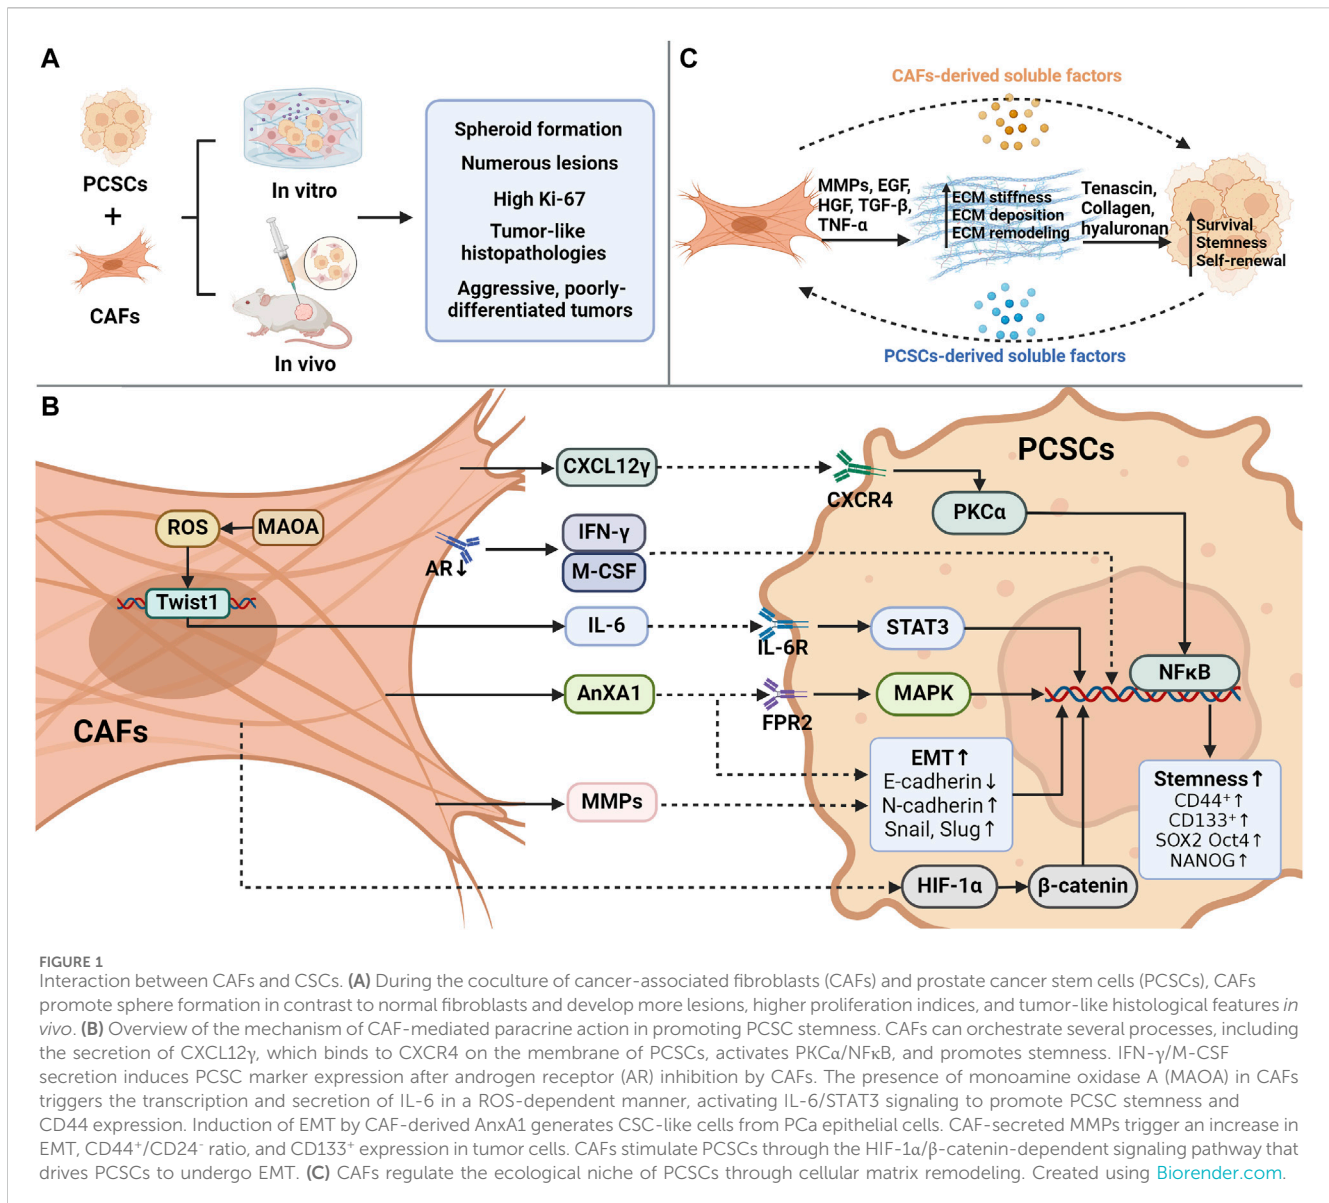 A
PCSCs
+
CAFs
In vitro
In vivo
Spheroid formation
Numerous lesions
High Ki-67
Tumor-like
histopathologies
Aggressive, poorly-
differentiated tumors
C
CAFs-derived soluble factors
MMPs, EGF,
HGF, TGF-β,
TNF-α
ECM stiffness
ECM deposition
ECM remodeling
Tenascin,
Collagen,
hyaluronan
Survival
Stemness
Self-renewal
PCSCs-derived soluble factors
B
CAFs
ROS
MAOA
Twist1
AR↓
CXCL12γ
IFN-γ
M-CSF
IL-6
AnXA1
MMPs
PCSCs
CXCR4
PKCα
IL-6R
STAT3
FPR2
MAPK
NFκB
EMT↑
E-cadherin↓
N-cadherin↑
Snail, Slug↑
HIF-1α
β-catenin
Stemness↑
CD44⁺↑
CD133⁺↑
SOX2 Oct4↑
NANOG↑
FIGURE 1
Interaction between CAFs and CSCs. (A) During the coculture of cancer-associated fibroblasts (CAFs) and prostate cancer stem cells (PCSCs), CAFs
promote sphere formation in contrast to normal fibroblasts and develop more lesions, higher proliferation indices, and tumor-like histological features in
vivo. (B) Overview of the mechanism of CAF-mediated paracrine action in promoting PCSC stemness. CAFs can orchestrate several processes, including
the secretion of CXCL12γ, which binds to CXCR4 on the membrane of PCSCs, activates PKCα/NFκB, and promotes stemness. IFN-γ/M-CSF
secretion induces PCSC marker expression after androgen receptor (AR) inhibition by CAFs. The presence of monoamine oxidase A (MAOA) in CAFs
triggers the transcription and secretion of IL-6 in a ROS-dependent manner, activating IL-6/STAT3 signaling to promote PCSC stemness and
CD44 expression. Induction of EMT by CAF-derived AnxA1 generates CSC-like cells from PCa epithelial cells. CAF-secreted MMPs trigger an increase in
EMT, CD44⁺/CD24⁻ ratio, and CD133⁺ expression in tumor cells. CAFs stimulate PCSCs through the HIF-1α/β-catenin-dependent signaling pathway that
drives PCSCs to undergo EMT. (C) CAFs regulate the ecological niche of PCSCs through cellular matrix remodeling. Created using Biorender.com.